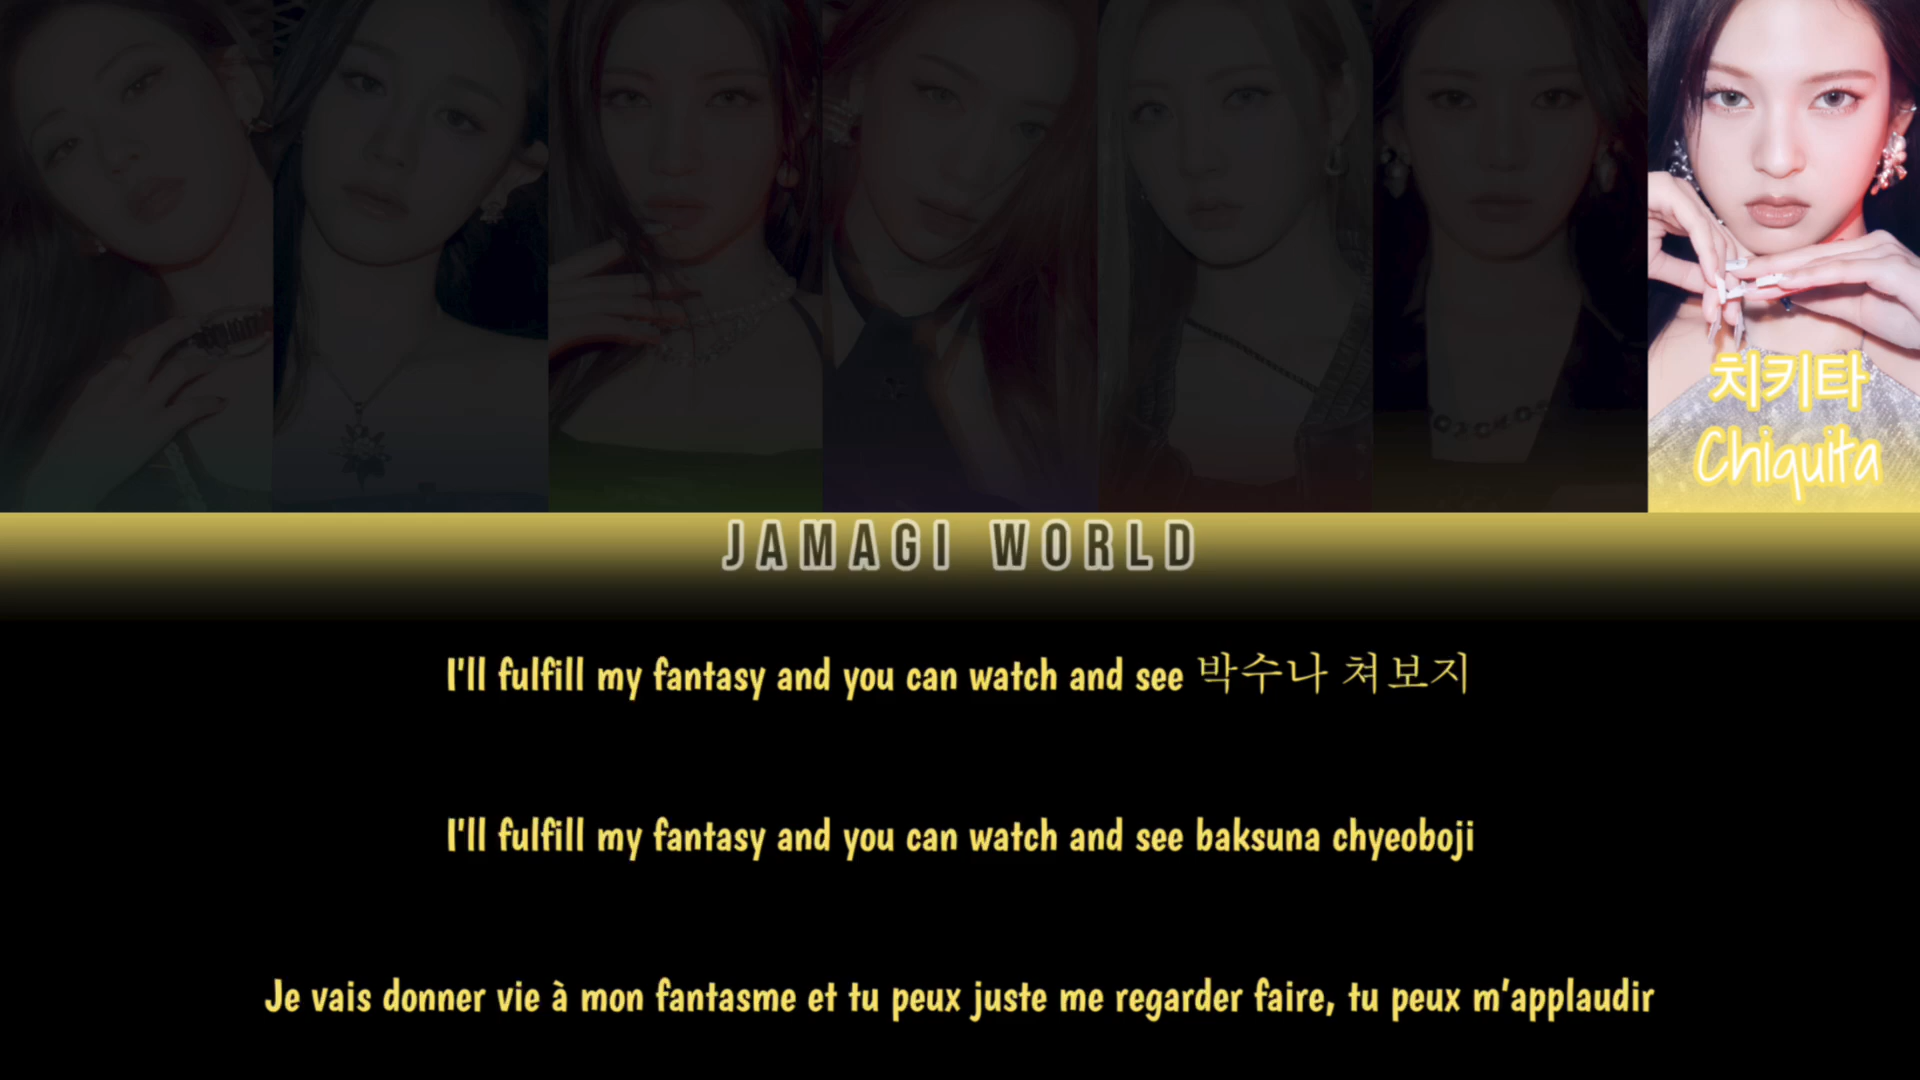 치키타
Chiquita
JAMAGI WORLD
I'll fulfill my fantasy and you can watch and see 박수나 쳐보지
I'll fulfill my fantasy and you can watch and see baksuna chyeoboji
Je vais donner vie à mon fantasme et tu peux juste me regarder faire, tu peux m'applaudir